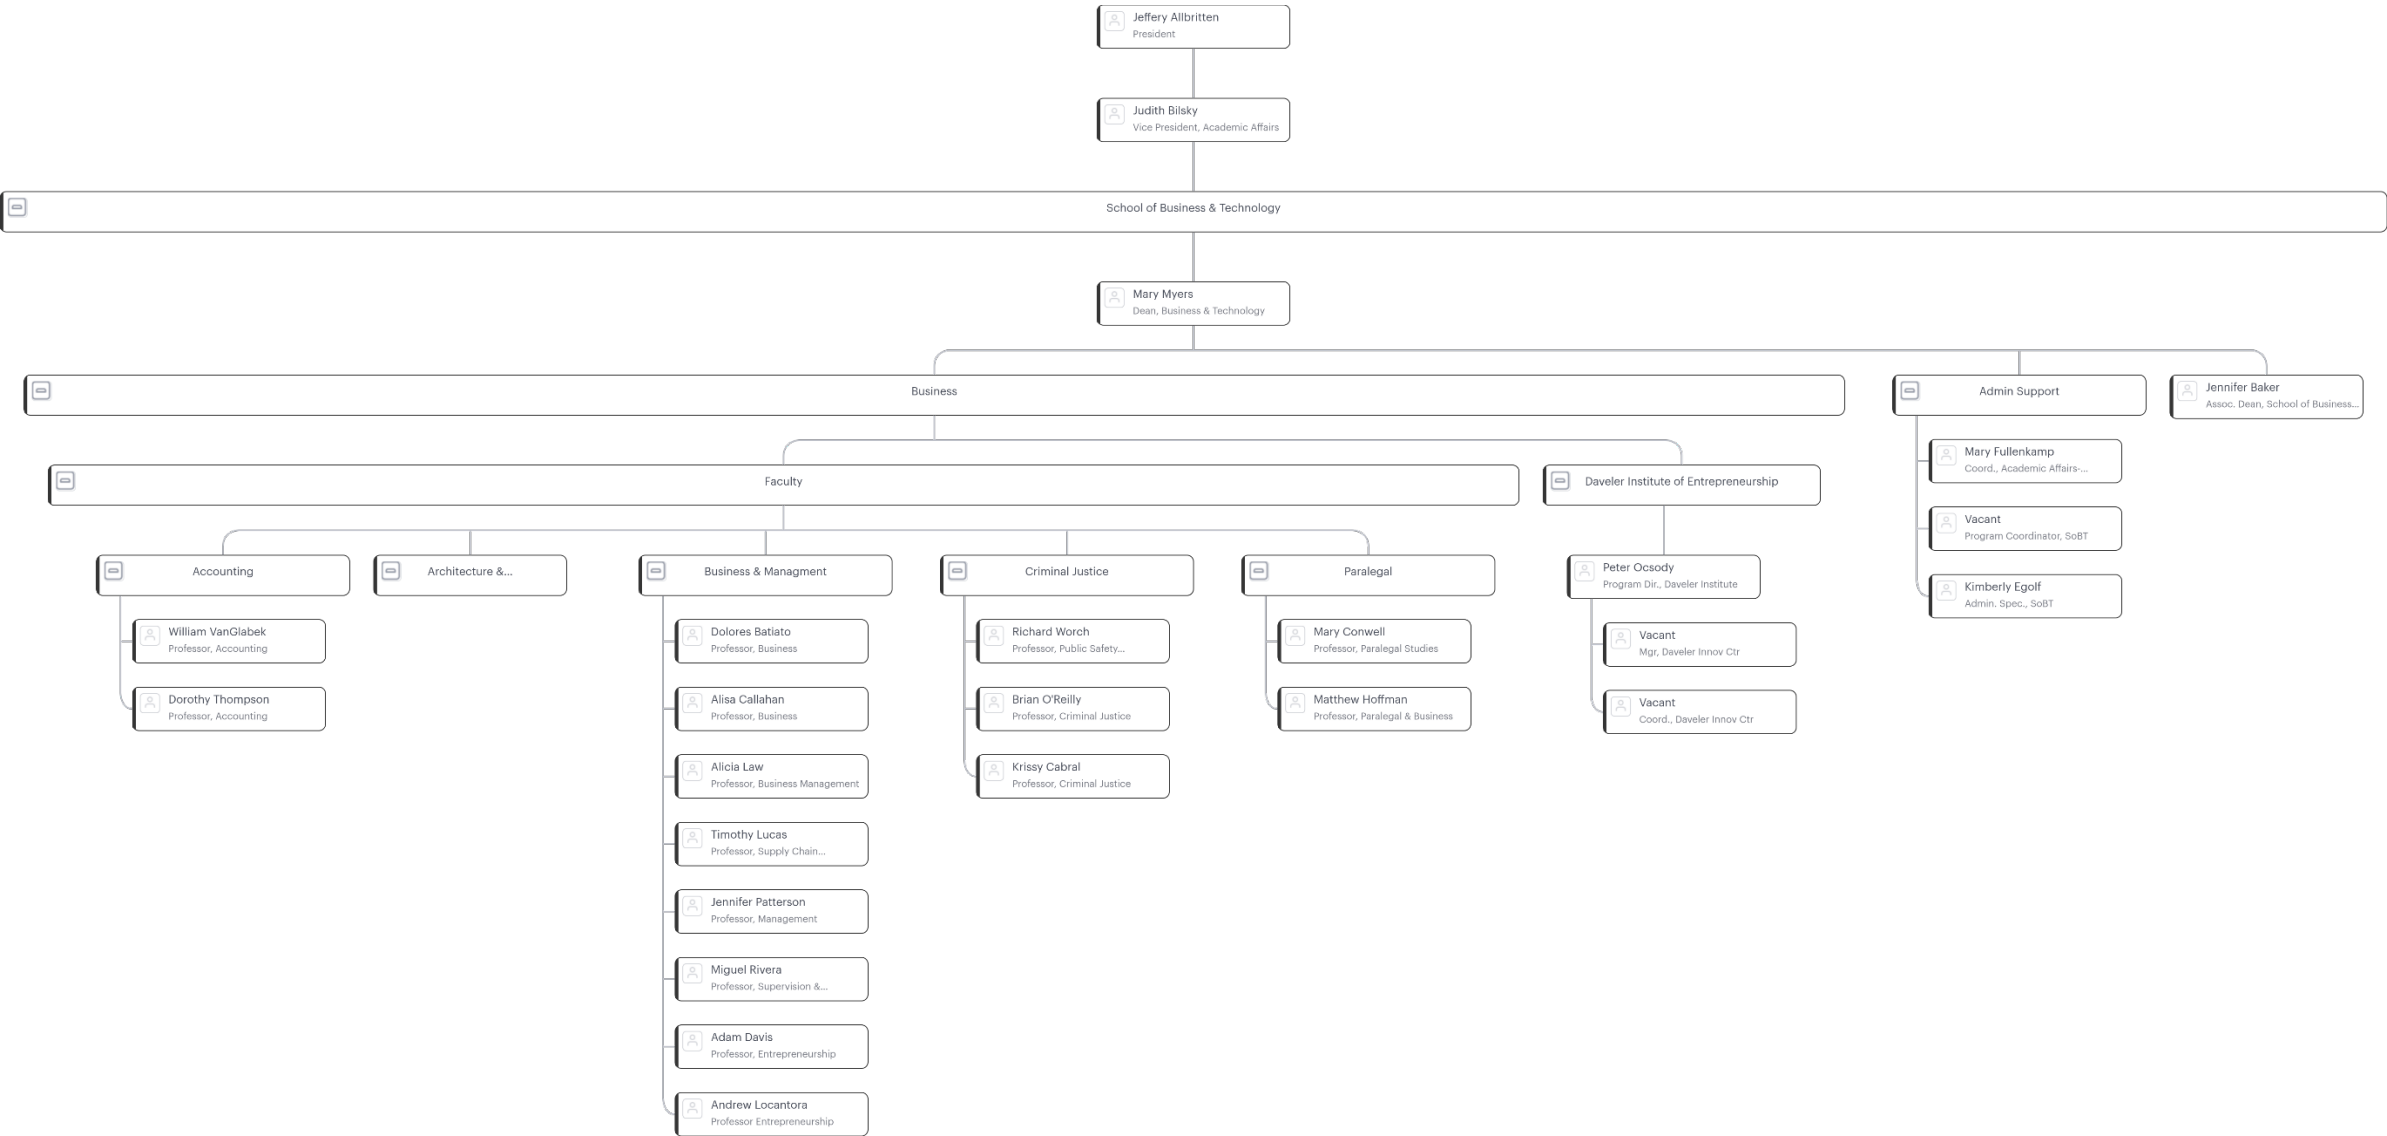 Jeffery Allbritten
President
Judith Bilsky
Vice President, Academic Affairs
School of Business & Technology
Mary Myers
Dean, Business & Technology
Business
Admin Support
Jennifer Baker
Assoc. Dean, School of Business...
Mary Fullenkamp
Coord., Academic Affairs-...
Vacant
Program Coordinator, SoBT
Kimberly Egolf
Admin. Spec., SoBT
Faculty
Daveler Institute of Entrepreneurship
Accounting
William VanGlabek
Professor, Accounting
Dorothy Thompson
Professor, Accounting
Architecture &...
Business & Managment
Dolores Batiato
Professor, Business
Alisa Callahan
Professor, Business
Alicia Law
Professor, Business Management
Timothy Lucas
Professor, Supply Chain...
Jennifer Patterson
Professor, Management
Miguel Rivera
Professor, Supervision &...
Adam Davis
Professor, Entrepreneurship
Andrew Locantora
Professor Entrepreneurship
Criminal Justice
Richard Worch
Professor, Public Safety...
Brian O'Reilly
Professor, Criminal Justice
Krissy Cabral
Professor, Criminal Justice
Paralegal
Mary Conwell
Professor, Paralegal Studies
Matthew Hoffman
Professor, Paralegal & Business
Peter Ocsody
Program Dir., Daveler Institute
Vacant
Mgr, Daveler Innov Ctr
Vacant
Coord., Daveler Innov Ctr